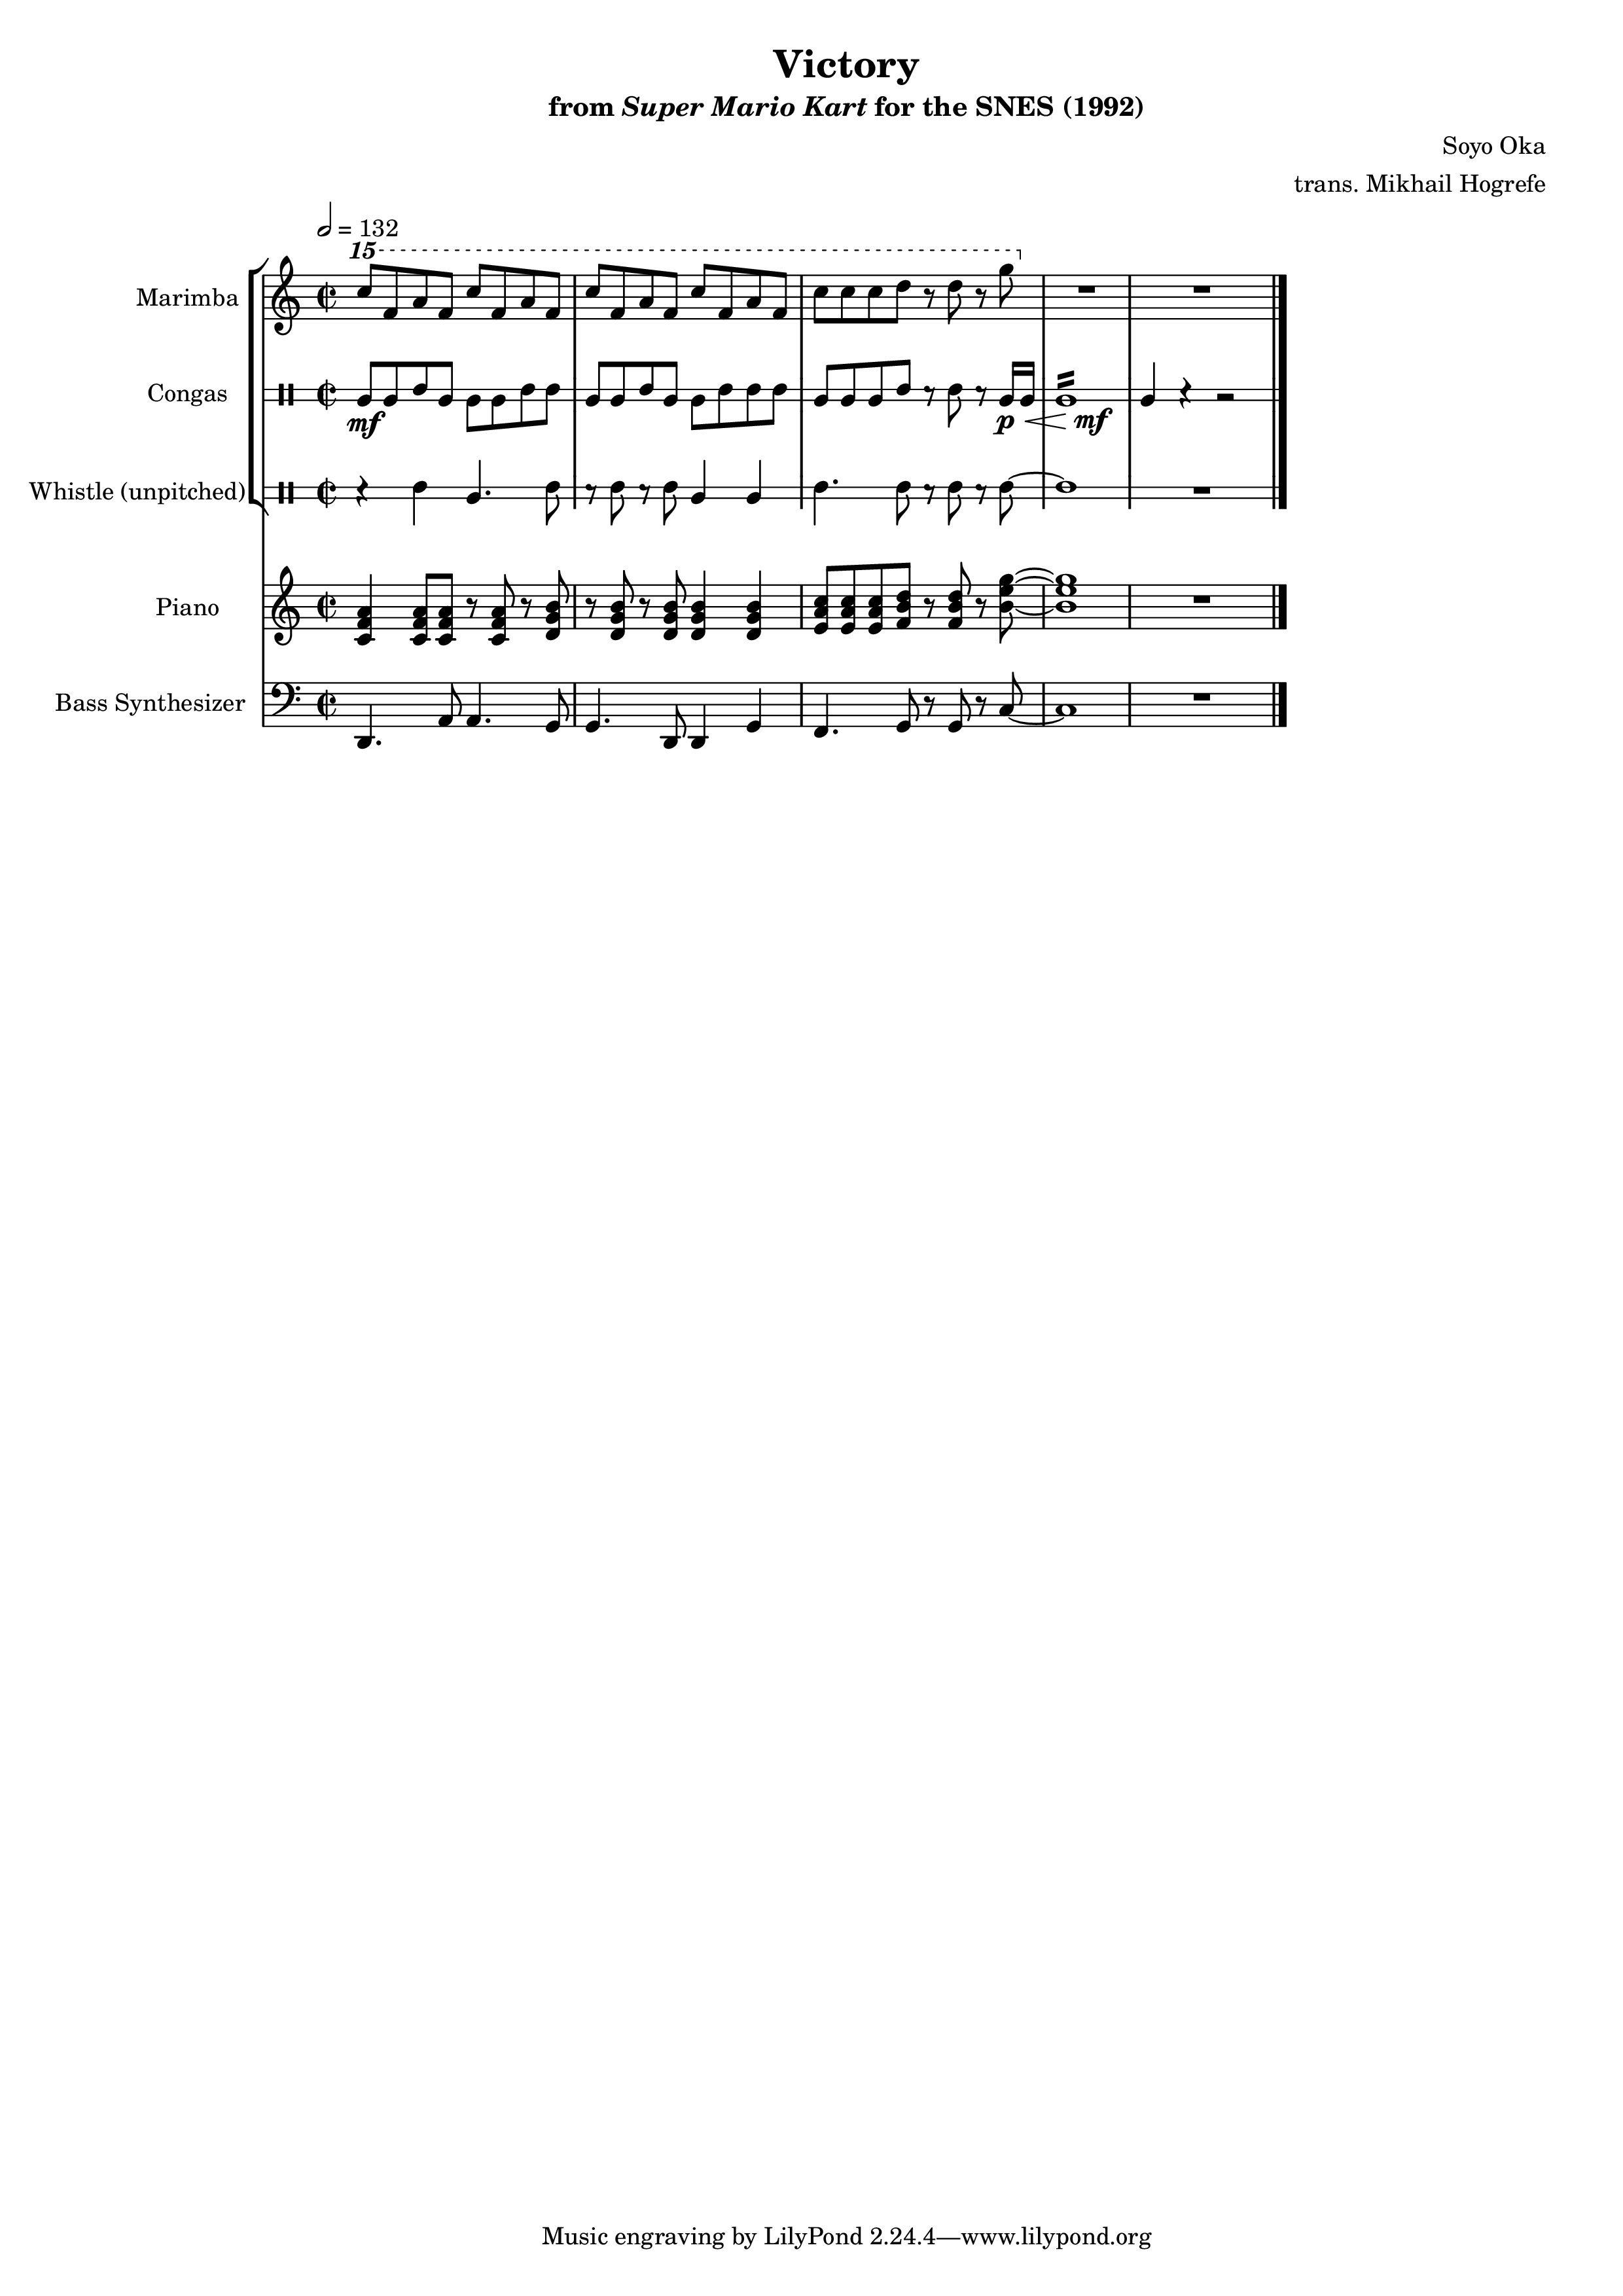 Victory
from Super Mario Kart for the SNES (1992)
Soyo Oka
trans. Mikhail Hogrefe
= 132
15
Marimba
Congas
mf
p
mf
Whistle (unpitched)
Piano
Bass Synthesizer
Music engraving by LilyPond 2.24.4—www.lilypond.org